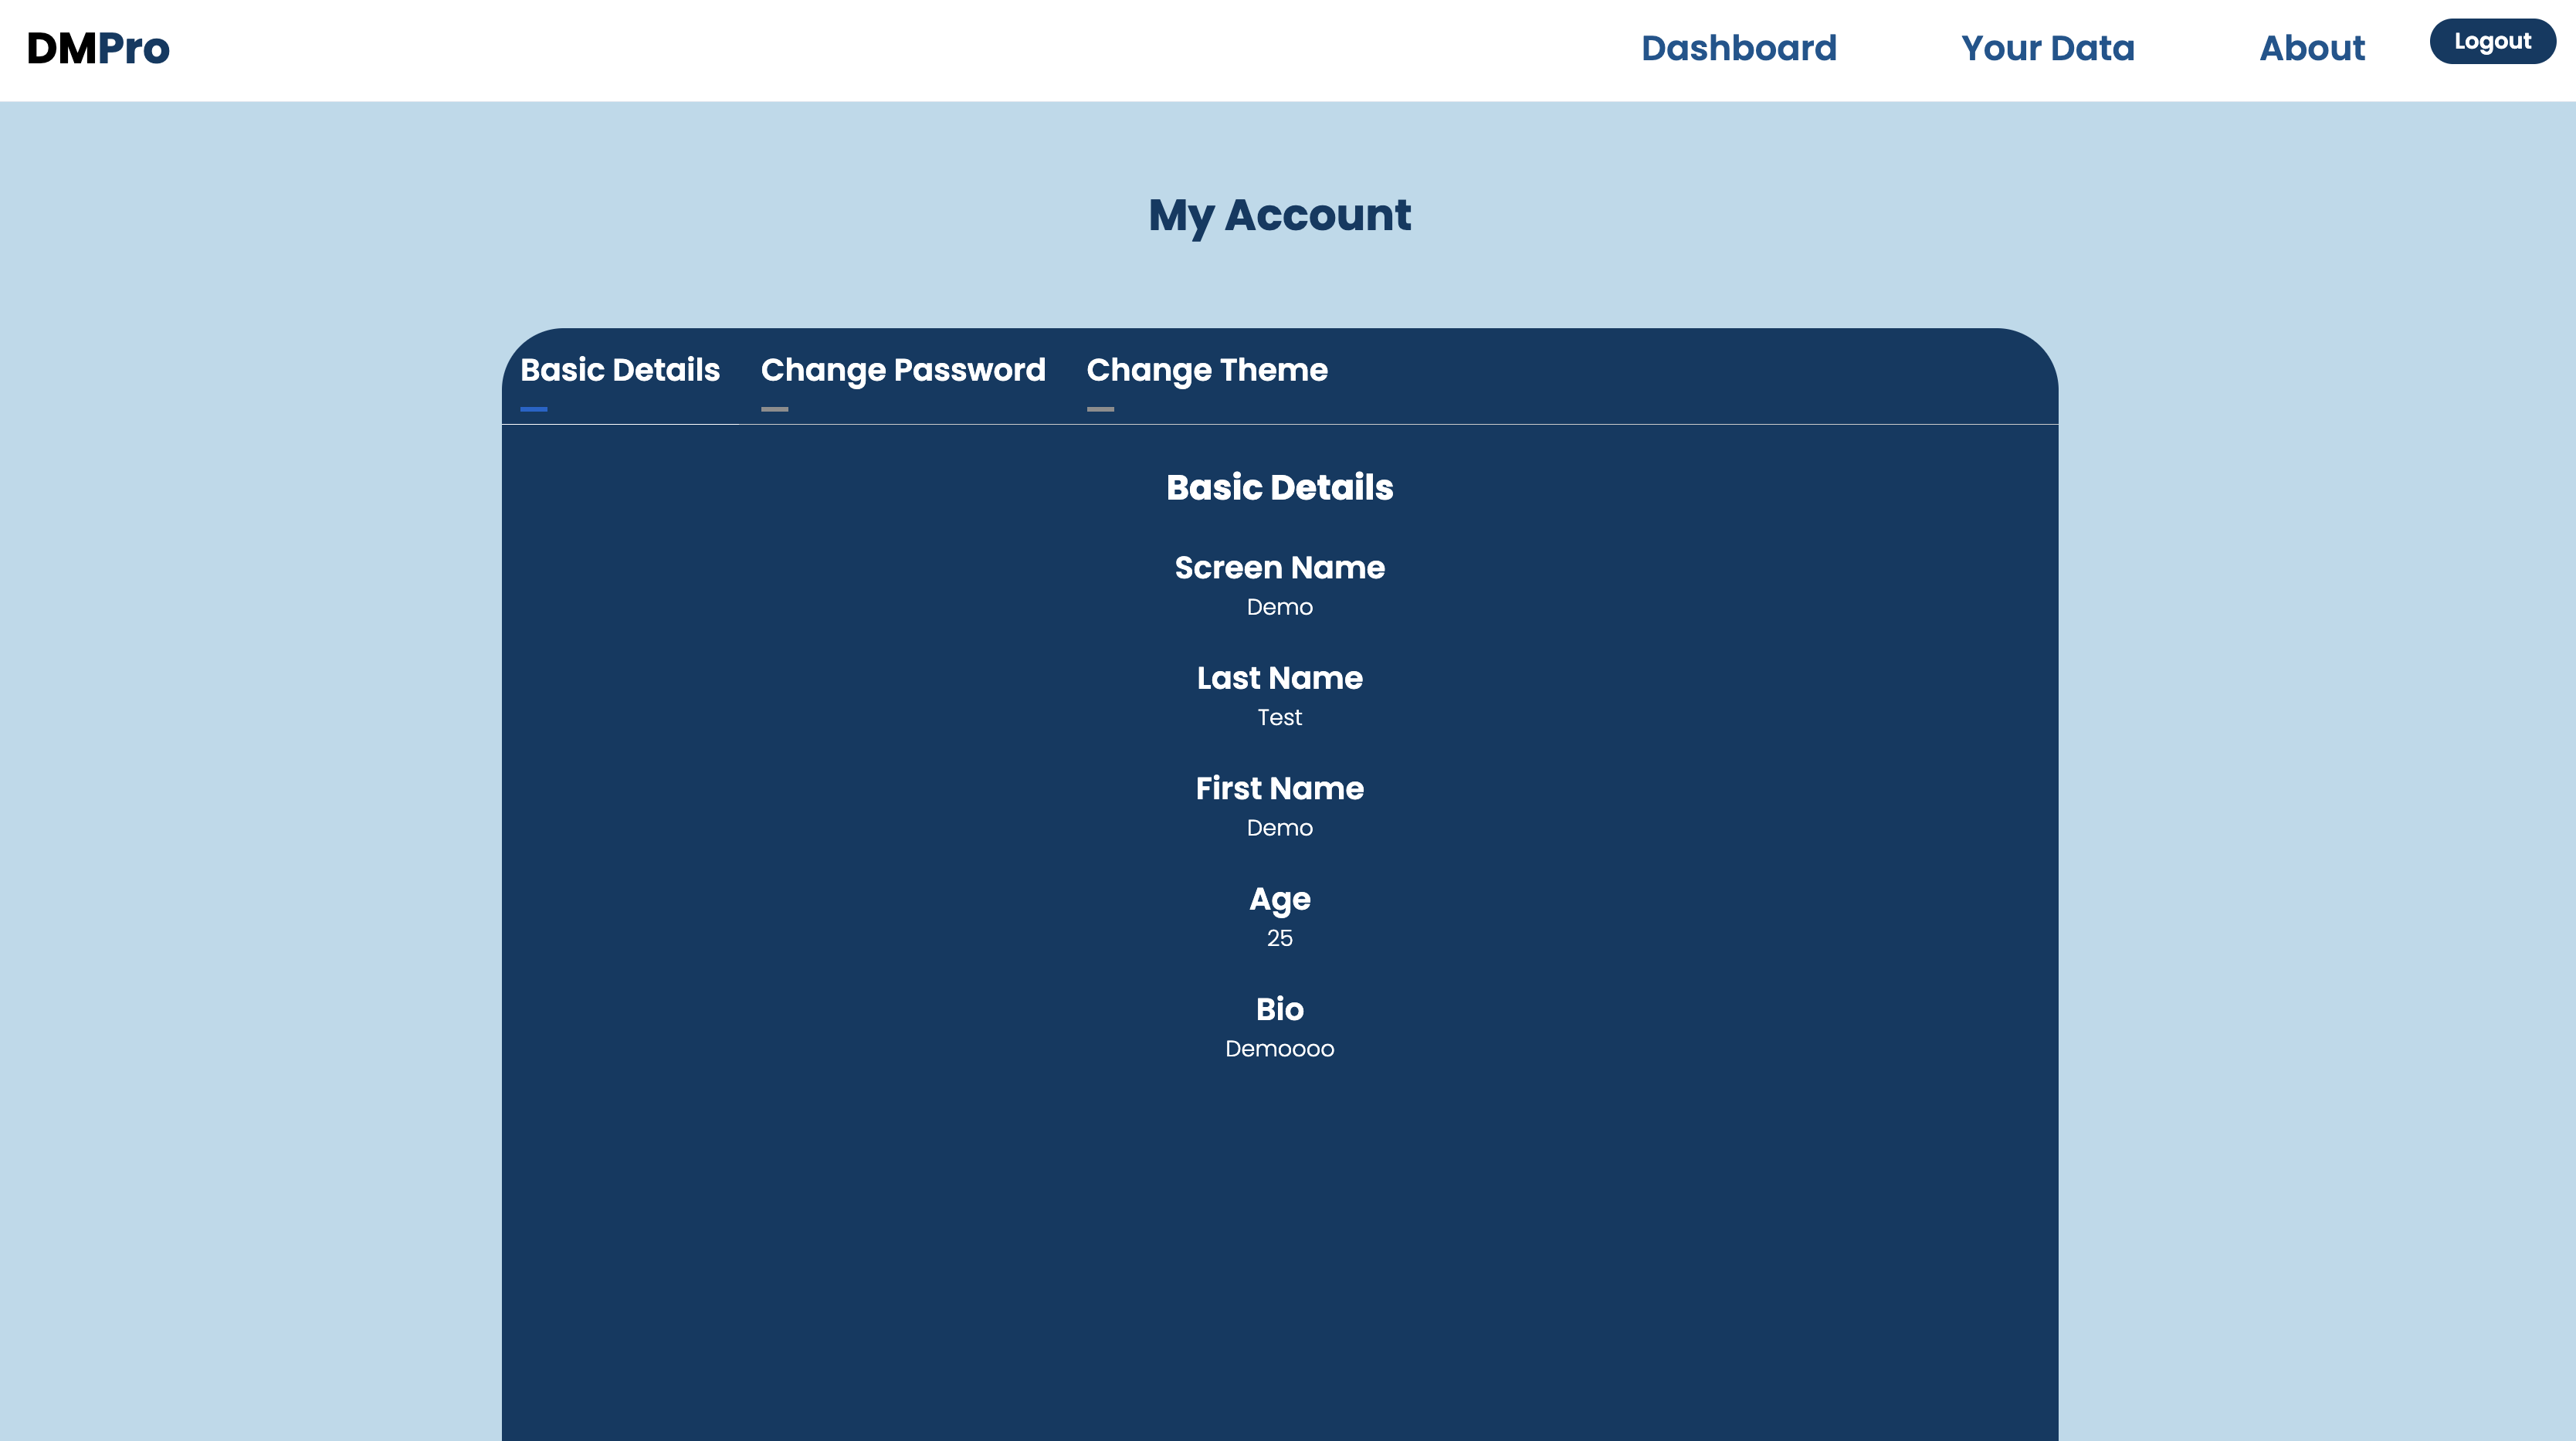 DMPro
Dashboard Your Data About Logout
My Account
Basic Details Change Password Change Theme
Basic Details
Screen Name
Demo
Last Name
Test
First Name
Demo
Age
25
Bio
Demoooo